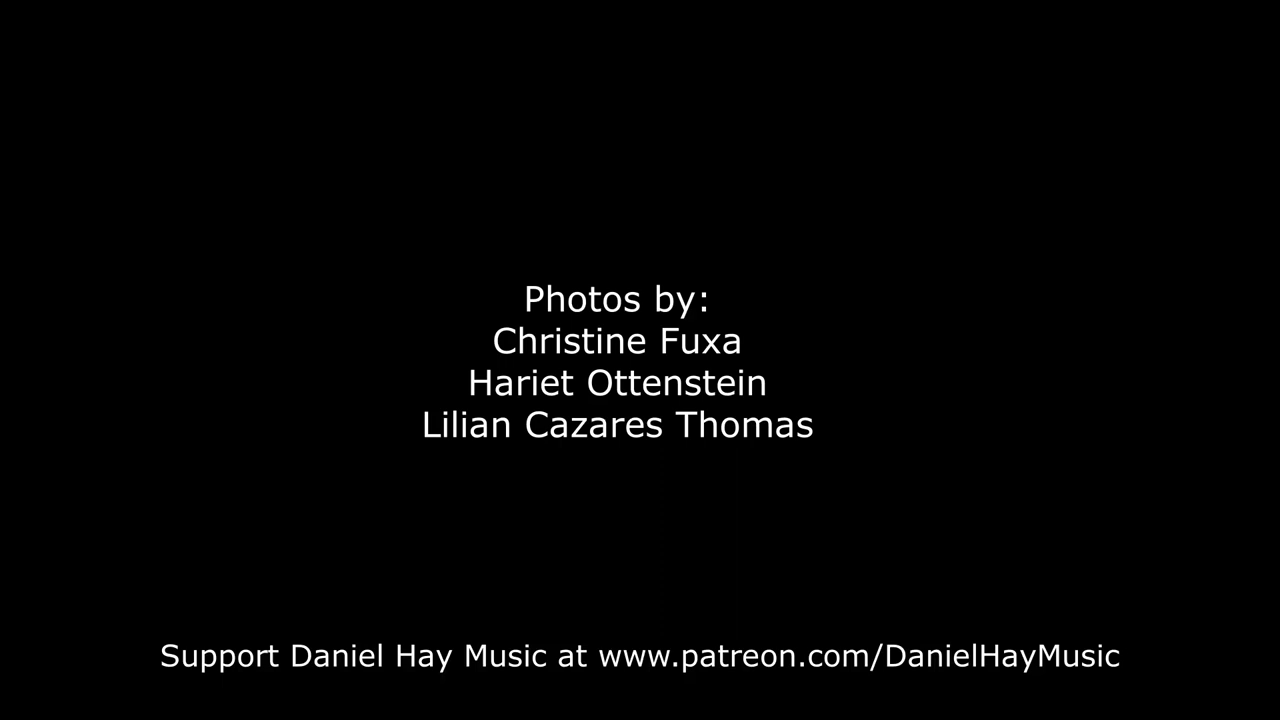 Photos by:
Christine Fuxa
Hariet Ottenstein
Lilian Cazares Thomas
Support Daniel Hay Music at www.patreon.com/DanielHayMusic